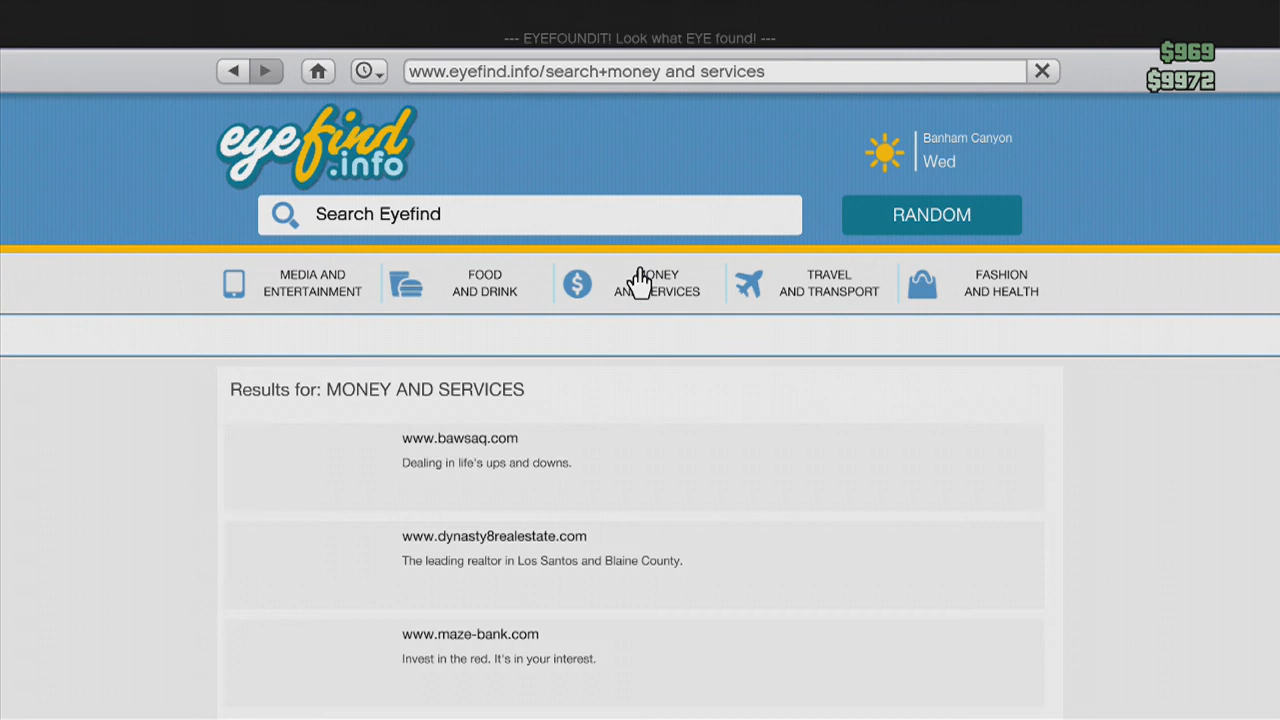 --- EYEFOUNDIT! Look what EYE found! ---
$969
www.eyefind.info/search+money and services
$9972
eyefind
.info
Banham Canyon
Wed
Search Eyefind
RANDOM
MEDIA AND
ENTERTAINMENT
FOOD
AND DRINK
MONEY
AND SERVICES
TRAVEL
AND TRANSPORT
FASHION
AND HEALTH
Results for: MONEY AND SERVICES
www.bawsaq.com
Dealing in life's ups and downs.
www.dynasty8realestate.com
The leading realtor in Los Santos and Blaine County.
www.maze-bank.com
Invest in the red. It's in your interest.